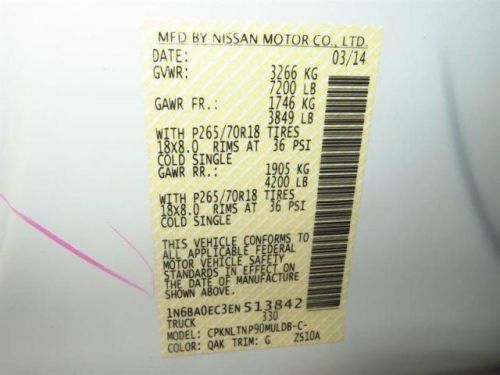 MFD BY NISSAN MOTOR CO., LTD.
DATE: 03/14
GVWR: 3266 KG
7200 LB
GAWR FR.: 1746 KG
3849 LB
WITH P265/70R18 TIRES
18x8.0 RIMS AT 36 PSI
COLD SINGLE
GAWR RR.: 1905 KG
4200 LB
WITH P265/70R18 TIRES
18x8.0 RIMS AT 36 PSI
COLD SINGLE
THIS VEHICLE CONFORMS TO
ALL APPLICABLE FEDERAL
MOTOR VEHICLE SAFETY
STANDARDS IN EFFECT ON
THE DATE OF MANUFACTURE
SHOWN ABOVE.
1N6BA0EC3EN513842
TRUCK 330
MODEL: CPKNLTNP90MULDB-C-
COLOR: QAK TRIM: G ZS10A